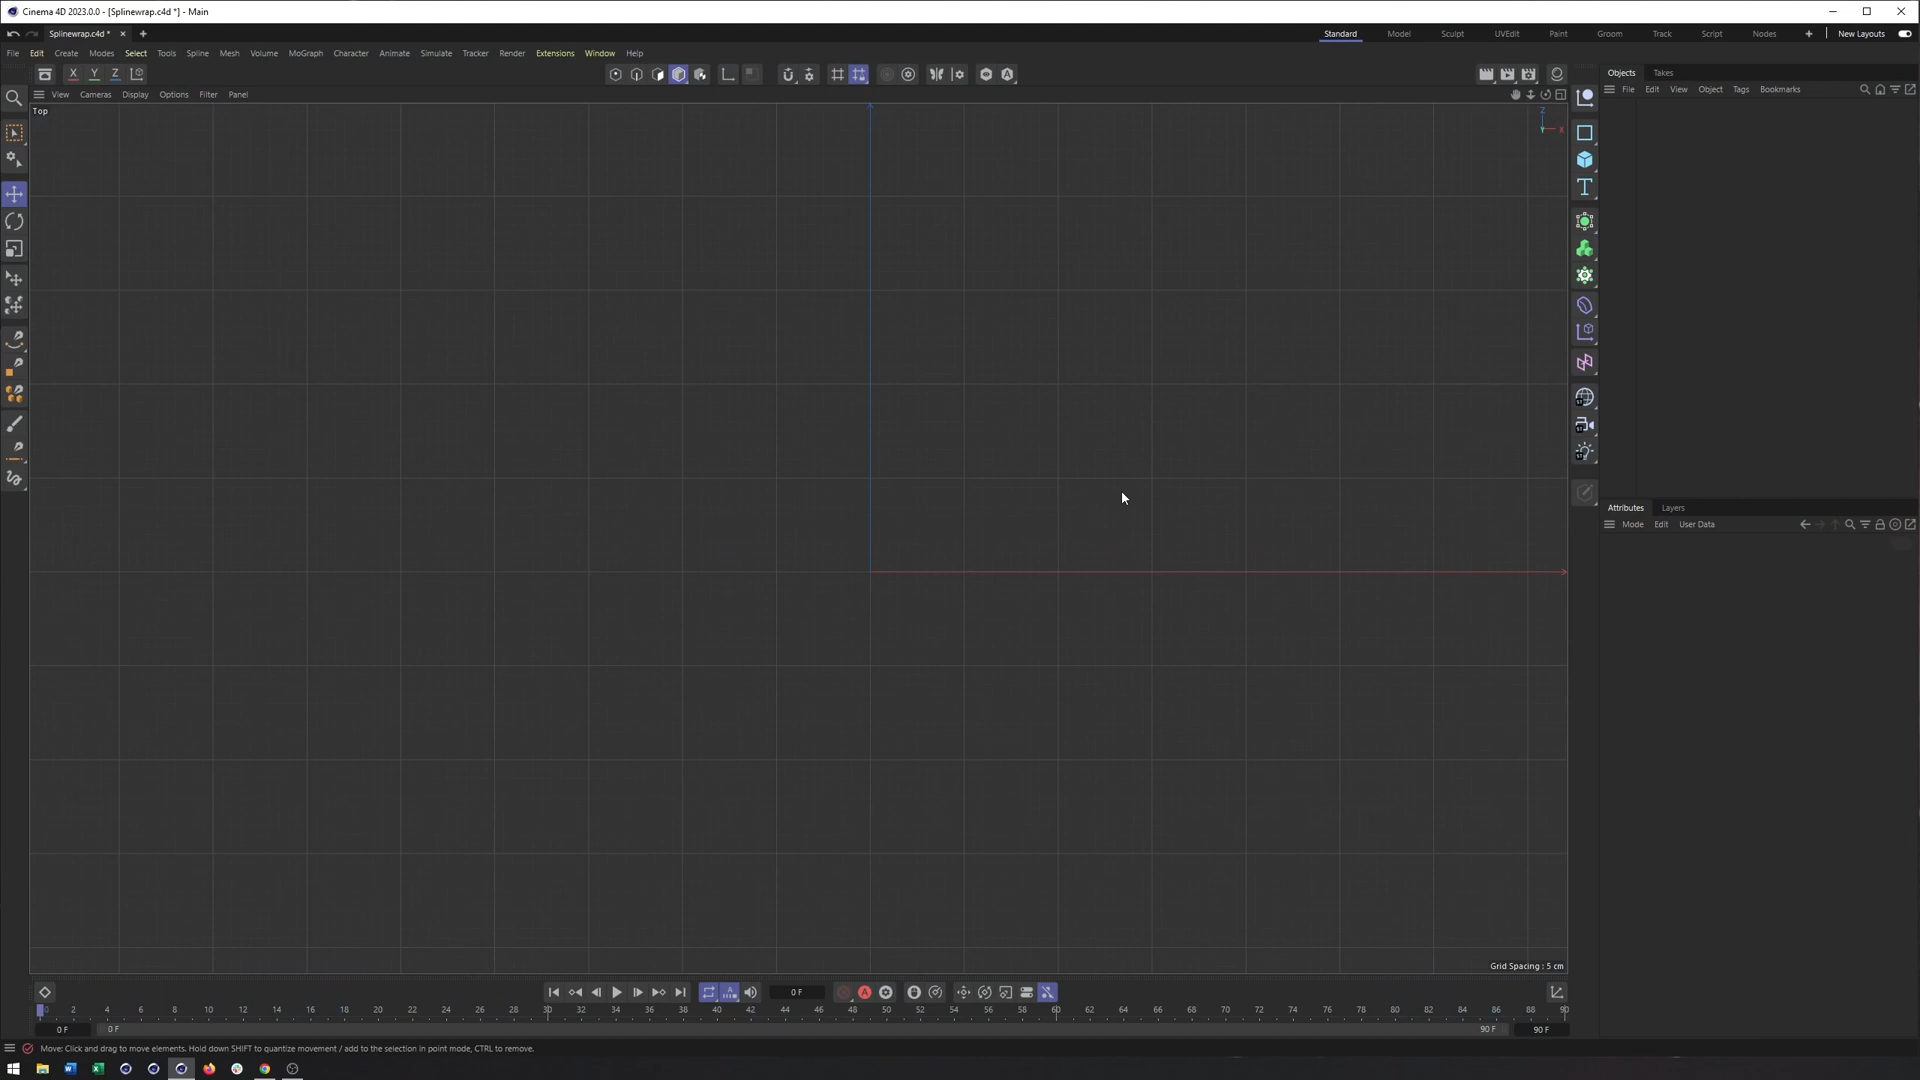 Cinema 4D 2023.0.0 - [Splinewrap.c4d *] - Main
Splinewrap.c4d *
Standard Model Sculpt UVEdit Paint Groom Track Script Nodes New Layouts
File Edit Create Modes Select Tools Spline Mesh Volume MoGraph Character Animate Simulate Tracker Render Extensions Window Help
X Y Z
Objects Takes
File Edit View Object Tags Bookmarks
View Cameras Display Options Filter Panel
Top
Z
Y X
Attributes Layers
Mode Edit User Data
Grid Spacing : 5 cm
0 F
0 2 4 6 8 10 12 14 16 18 20 22 24 26 28 30 32 34 36 38 40 42 44 46 48 50 52 54 56 58 60 62 64 66 68 70 72 74 76 78 80 82 84 86 88 90
0 F 0 F 90 F 90 F
Move: Click and drag to move elements. Hold down SHIFT to quantize movement / add to the selection in point mode, CTRL to remove.